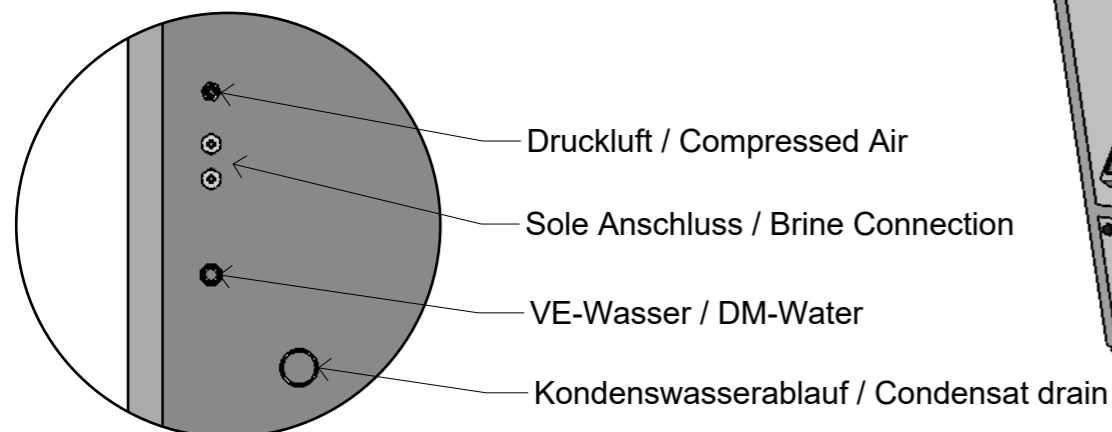 Druckluft / Compressed Air
Sole Anschluss / Brine Connection
VE-Wasser / DM-Water
Kondenswasserablauf / Condensat drain